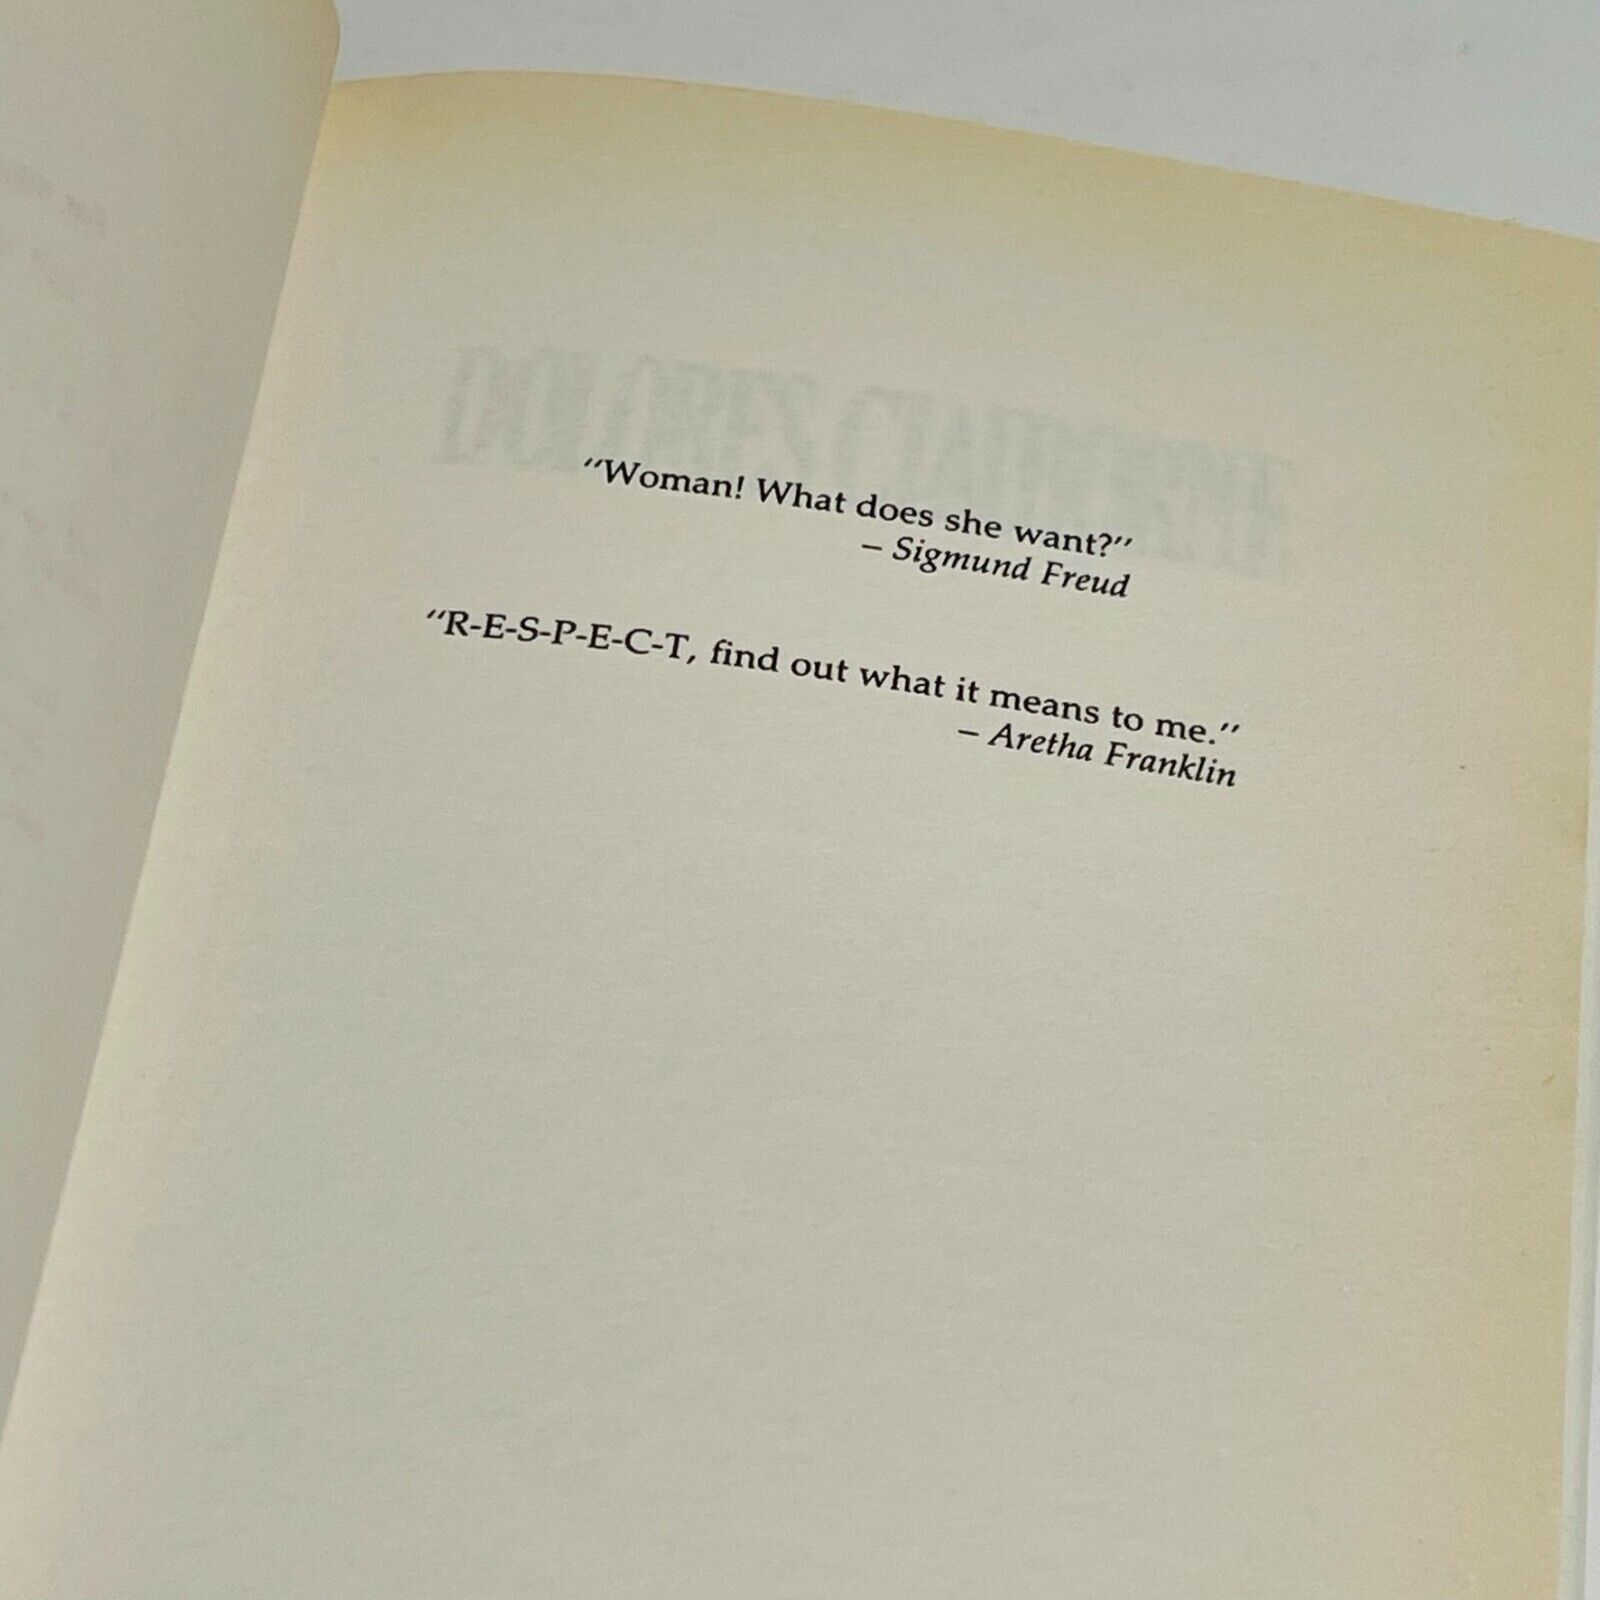 "Woman! What does she want?"
– Sigmund Freud
"R-E-S-P-E-C-T, find out what it means to me."
– Aretha Franklin